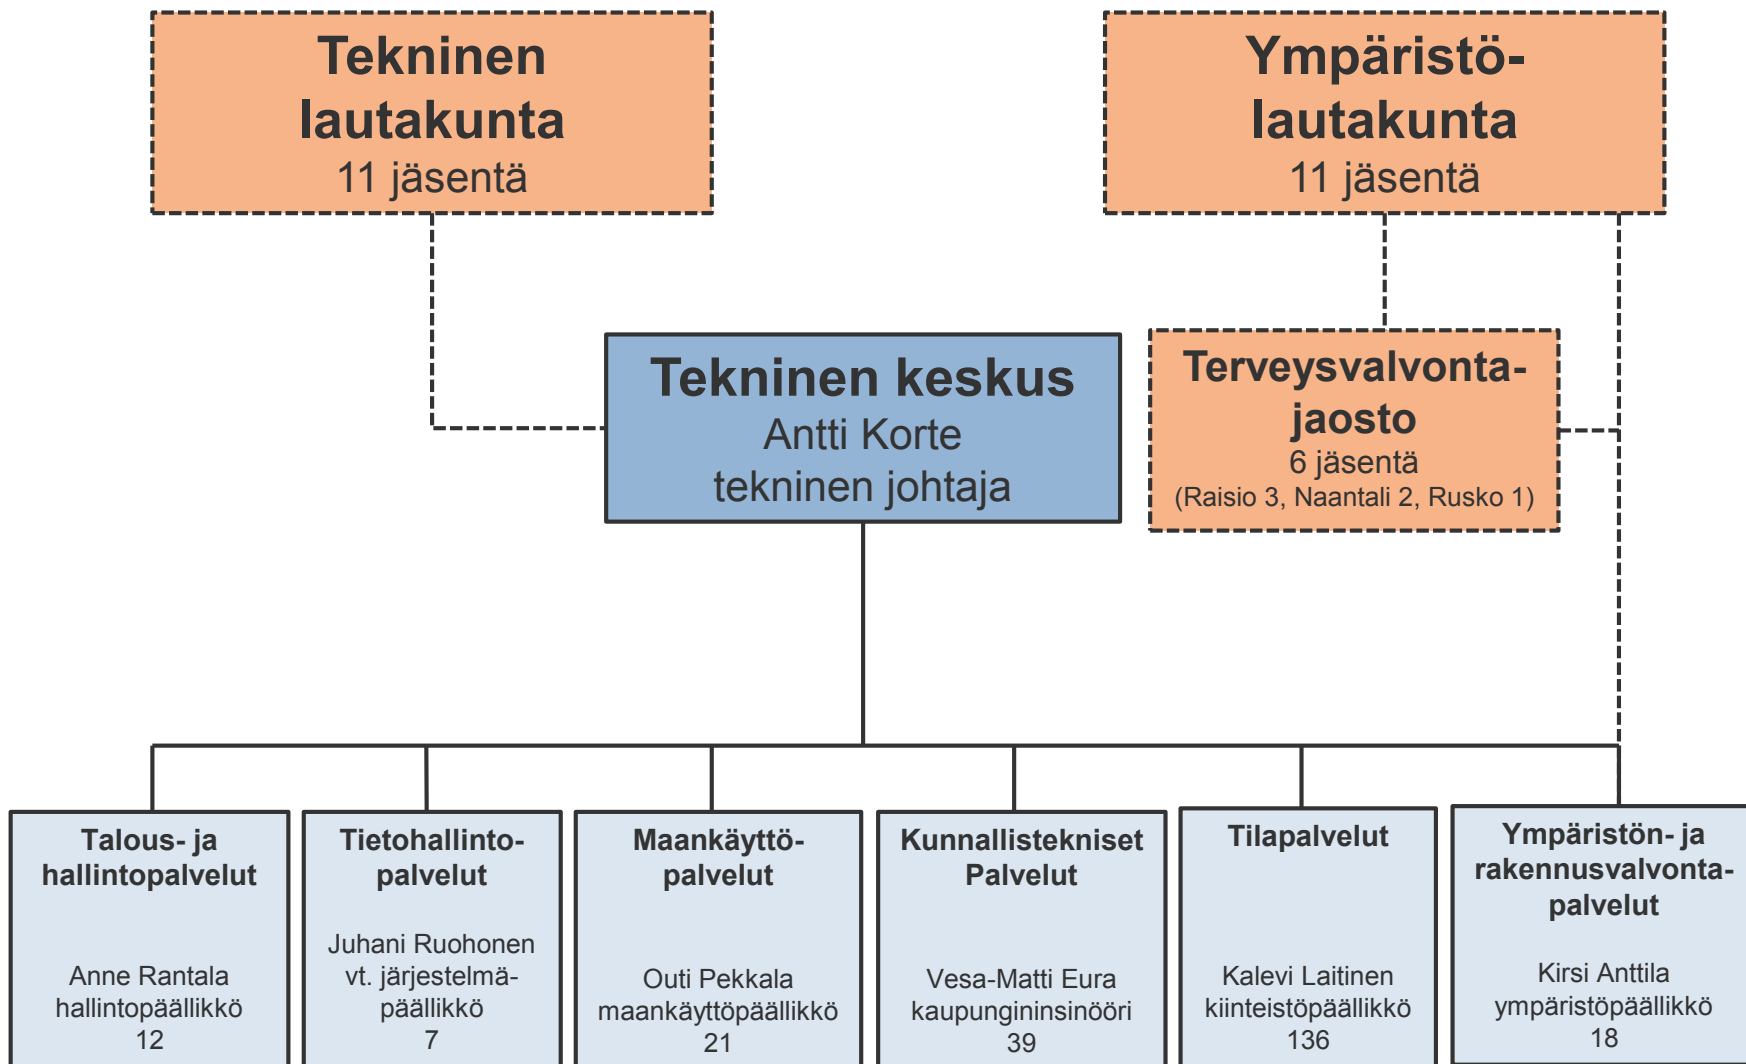 Tekninen
lautakunta
11 jäsentä
Ympäristö-
lautakunta
11 jäsentä
Tekninen keskus
Antti Korte
tekninen johtaja
Terveysvalvonta-
jaosto
6 jäsentä
(Raisio 3, Naantali 2, Rusko 1)
Talous- ja
hallintopalvelut
Anne Rantala
hallintopäällikkö
12
Tietohallinto-
palvelut
Juhani Ruohonen
vt. järjestelmä-
päällikkö
7
Maankäyttö-
palvelut
Outi Pekkala
maankäyttöpäällikkö
21
Kunnallistekniset
Palvelut
Vesa-Matti Eura
kaupungininsinööri
39
Tilapalvelut
Kalevi Laitinen
kiinteistöpäällikkö
136
Ympäristön- ja
rakennusvalvonta-
palvelut
Kirsi Anttila
ympäristöpäällikkö
18